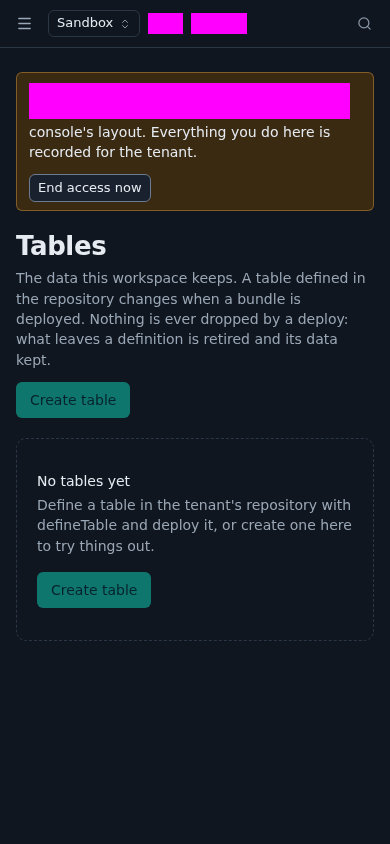 Sandbox
console's layout. Everything you do here is
recorded for the tenant.
End access now
Tables
The data this workspace keeps. A table defined in
the repository changes when a bundle is
deployed. Nothing is ever dropped by a deploy:
what leaves a definition is retired and its data
kept.
Create table
No tables yet
Define a table in the tenant's repository with
defineTable and deploy it, or create one here
to try things out.
Create table